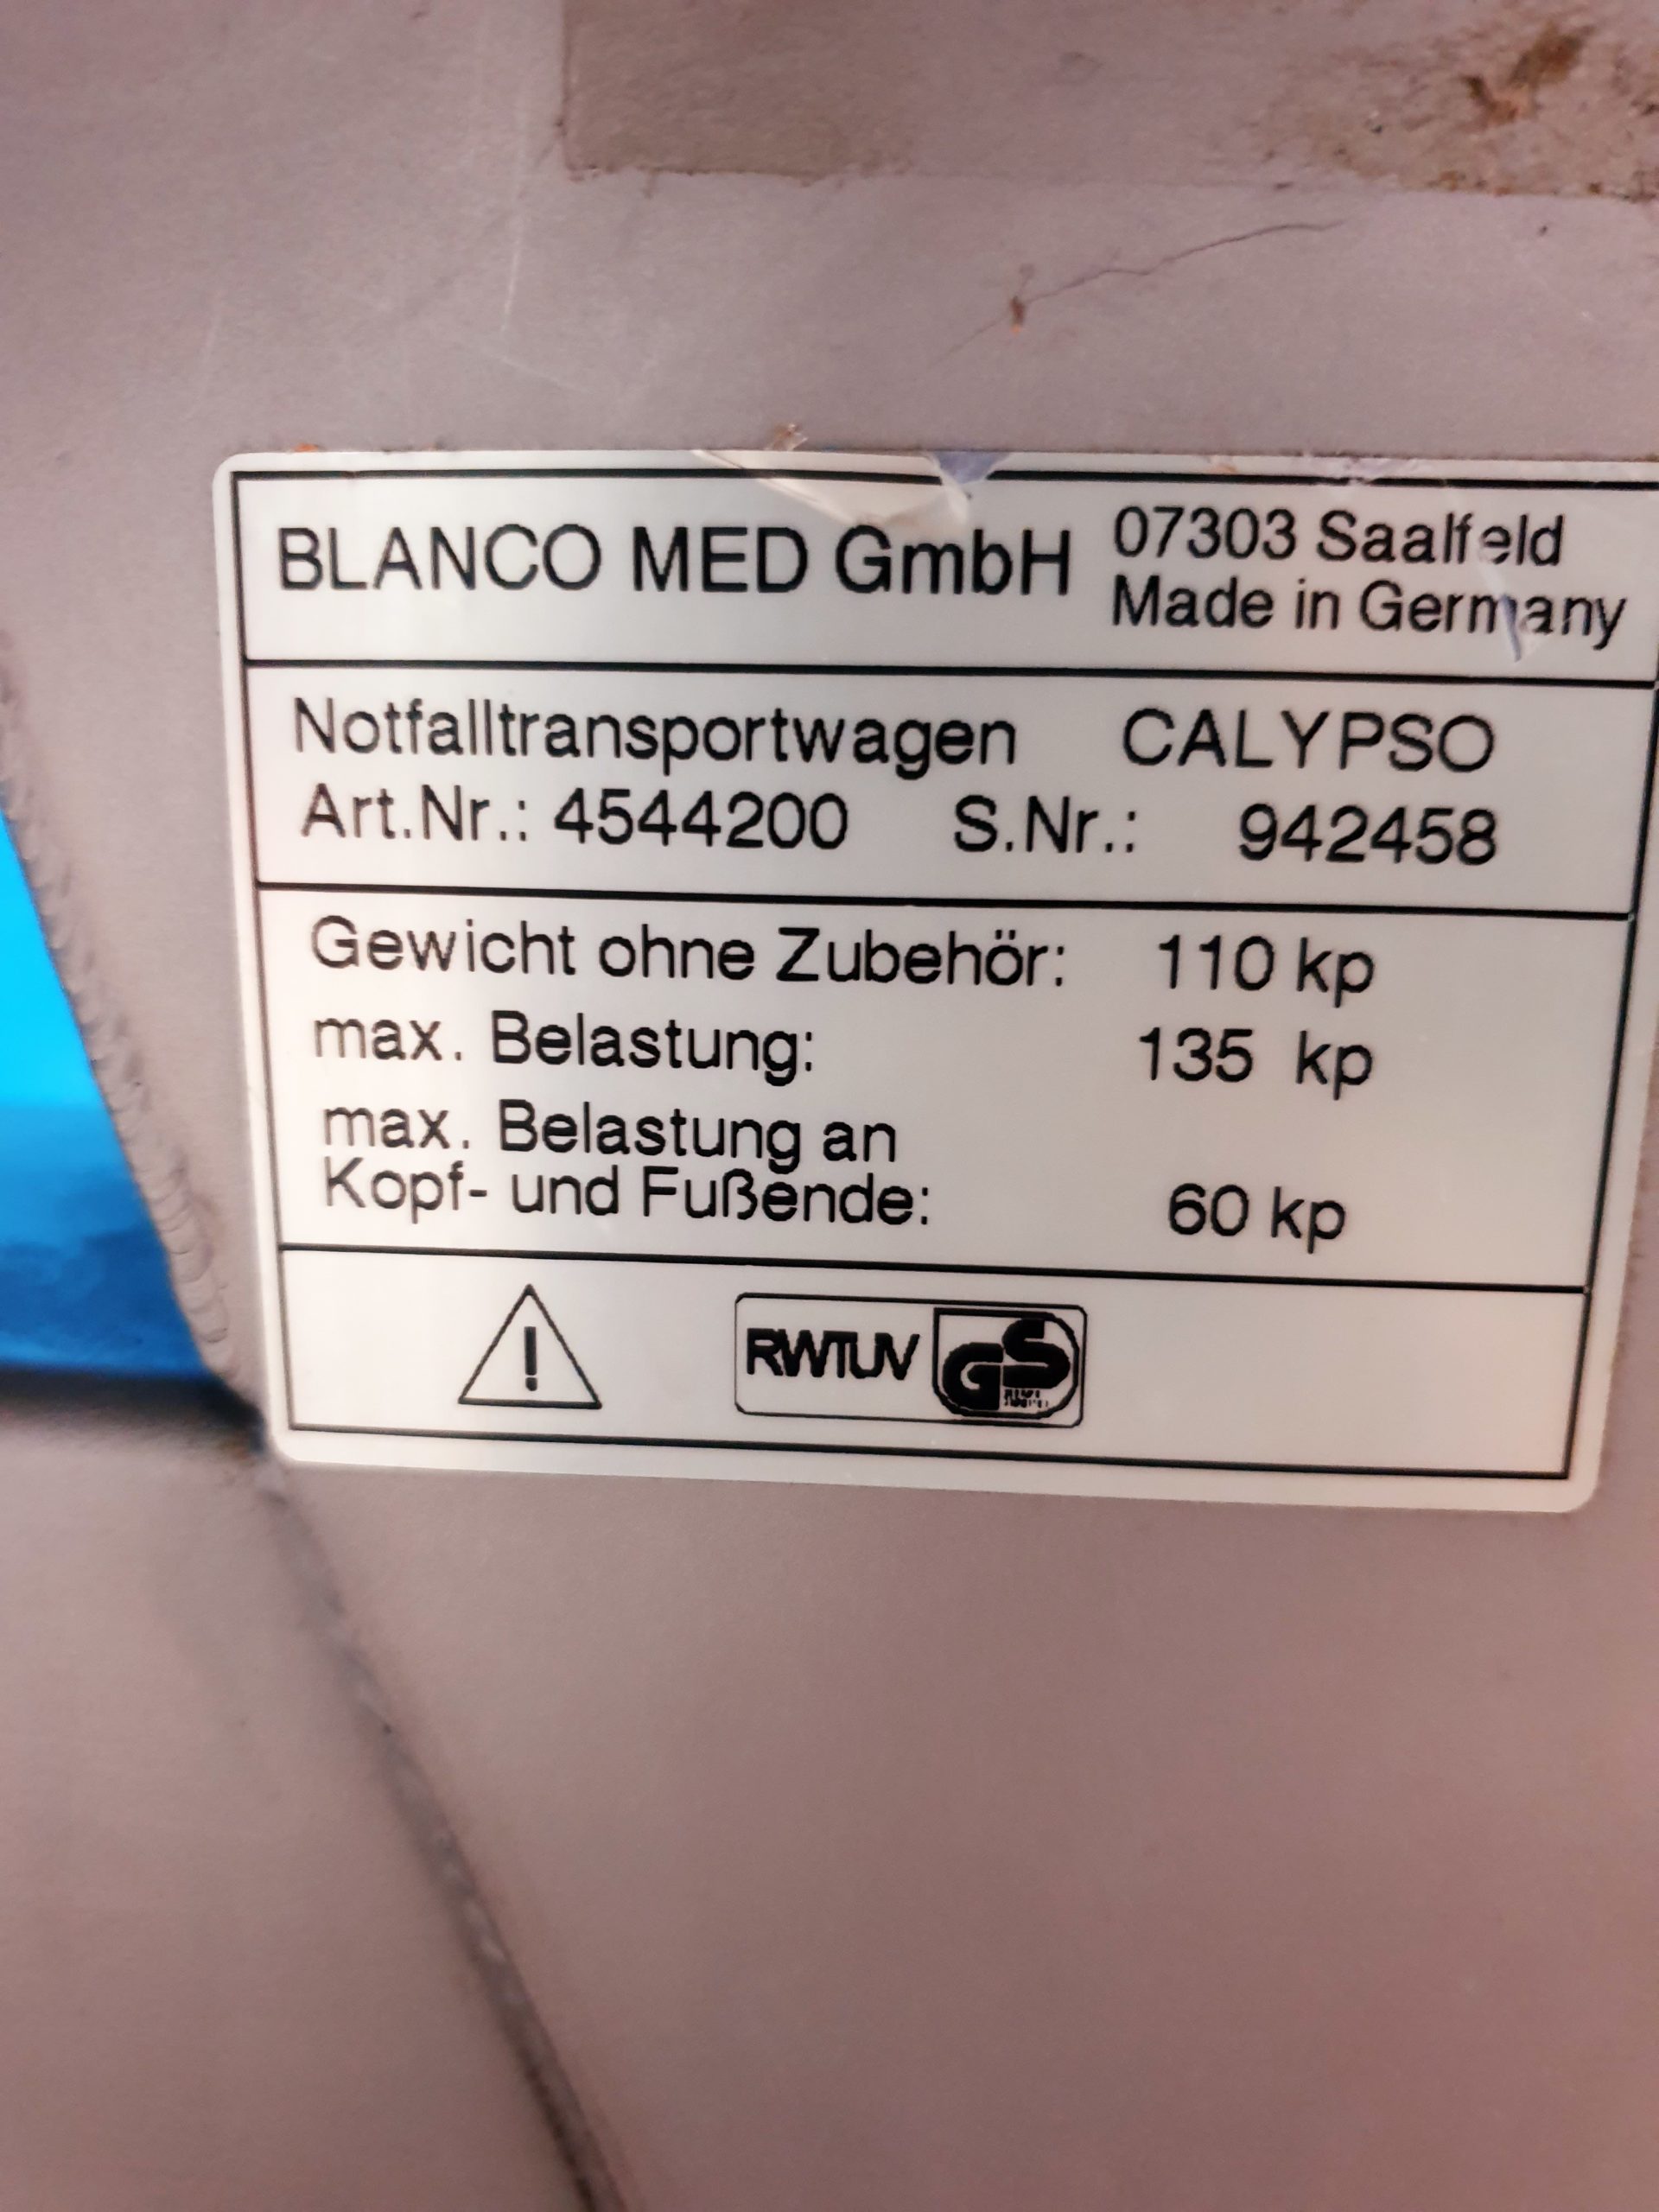 BLANCO MED GmbH
07303 Saalfeld
Made in Germany
Notfalltransportwagen CALYPSO
Art.Nr.: 4544200 S.Nr.: 942458
Gewicht ohne Zubehör: 110 kp
max. Belastung: 135 kp
max. Belastung an
Kopf- und Fußende: 60 kp
!
RWTUV GS